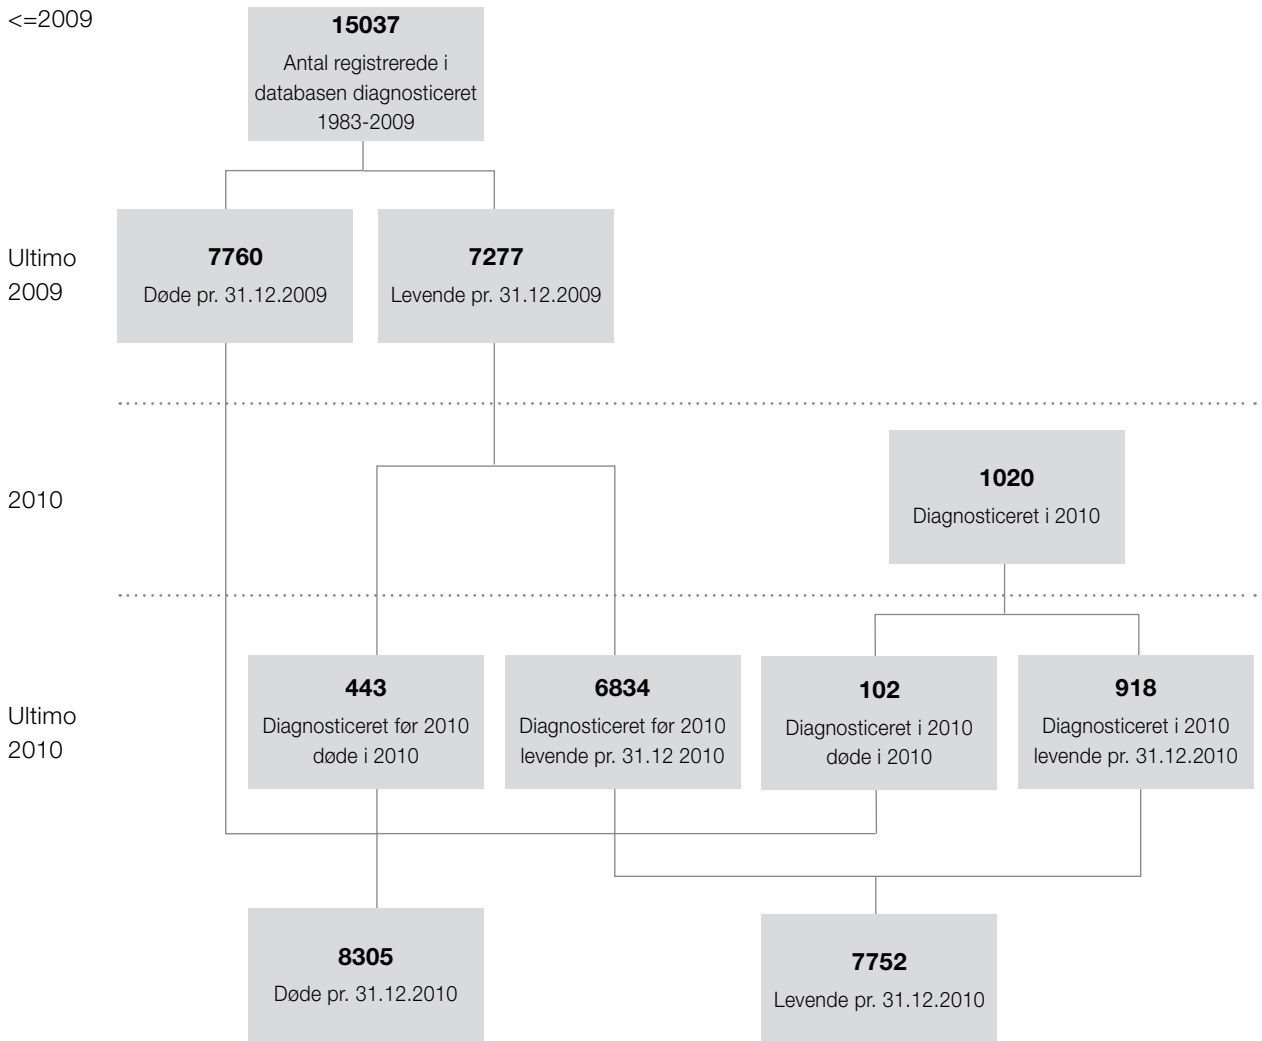 <=2009
15037
Antal registrerede i
databasen diagnosticeret
1983-2009
Ultimo
2009
7760
Døde pr. 31.12.2009
7277
Levende pr. 31.12.2009
2010
1020
Diagnosticeret i 2010
Ultimo
2010
443
Diagnosticeret før 2010
døde i 2010
6834
Diagnosticeret før 2010
levende pr. 31.12 2010
102
Diagnosticeret i 2010
døde i 2010
918
Diagnosticeret i 2010
levende pr. 31.12.2010
8305
Døde pr. 31.12.2010
7752
Levende pr. 31.12.2010